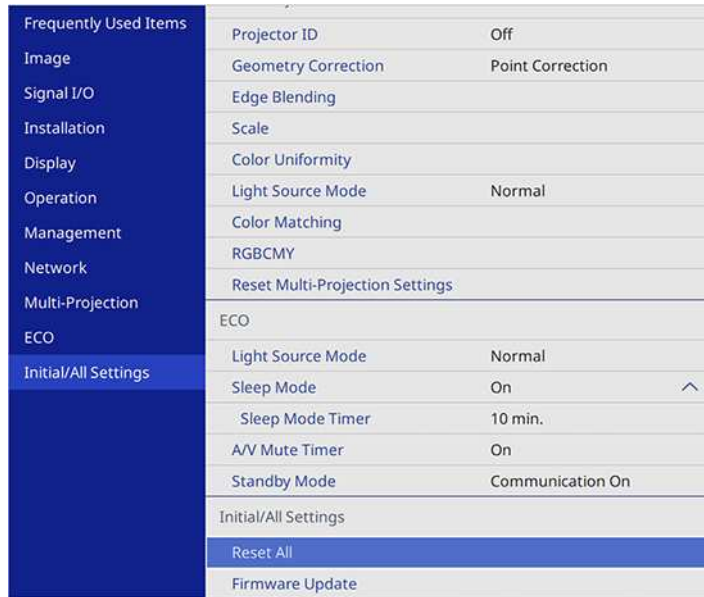 Frequently Used Items
Image
Signal I/O
Installation
Display
Operation
Management
Network
Multi-Projection
ECO
Initial/All Settings
Projector ID Off
Geometry Correction Point Correction
Edge Blending
Scale
Color Uniformity
Light Source Mode Normal
Color Matching
RGBCMY
Reset Multi-Projection Settings
ECO
Light Source Mode Normal
Sleep Mode On
Sleep Mode Timer 10 min.
A/V Mute Timer On
Standby Mode Communication On
Initial/All Settings
Reset All
Firmware Update